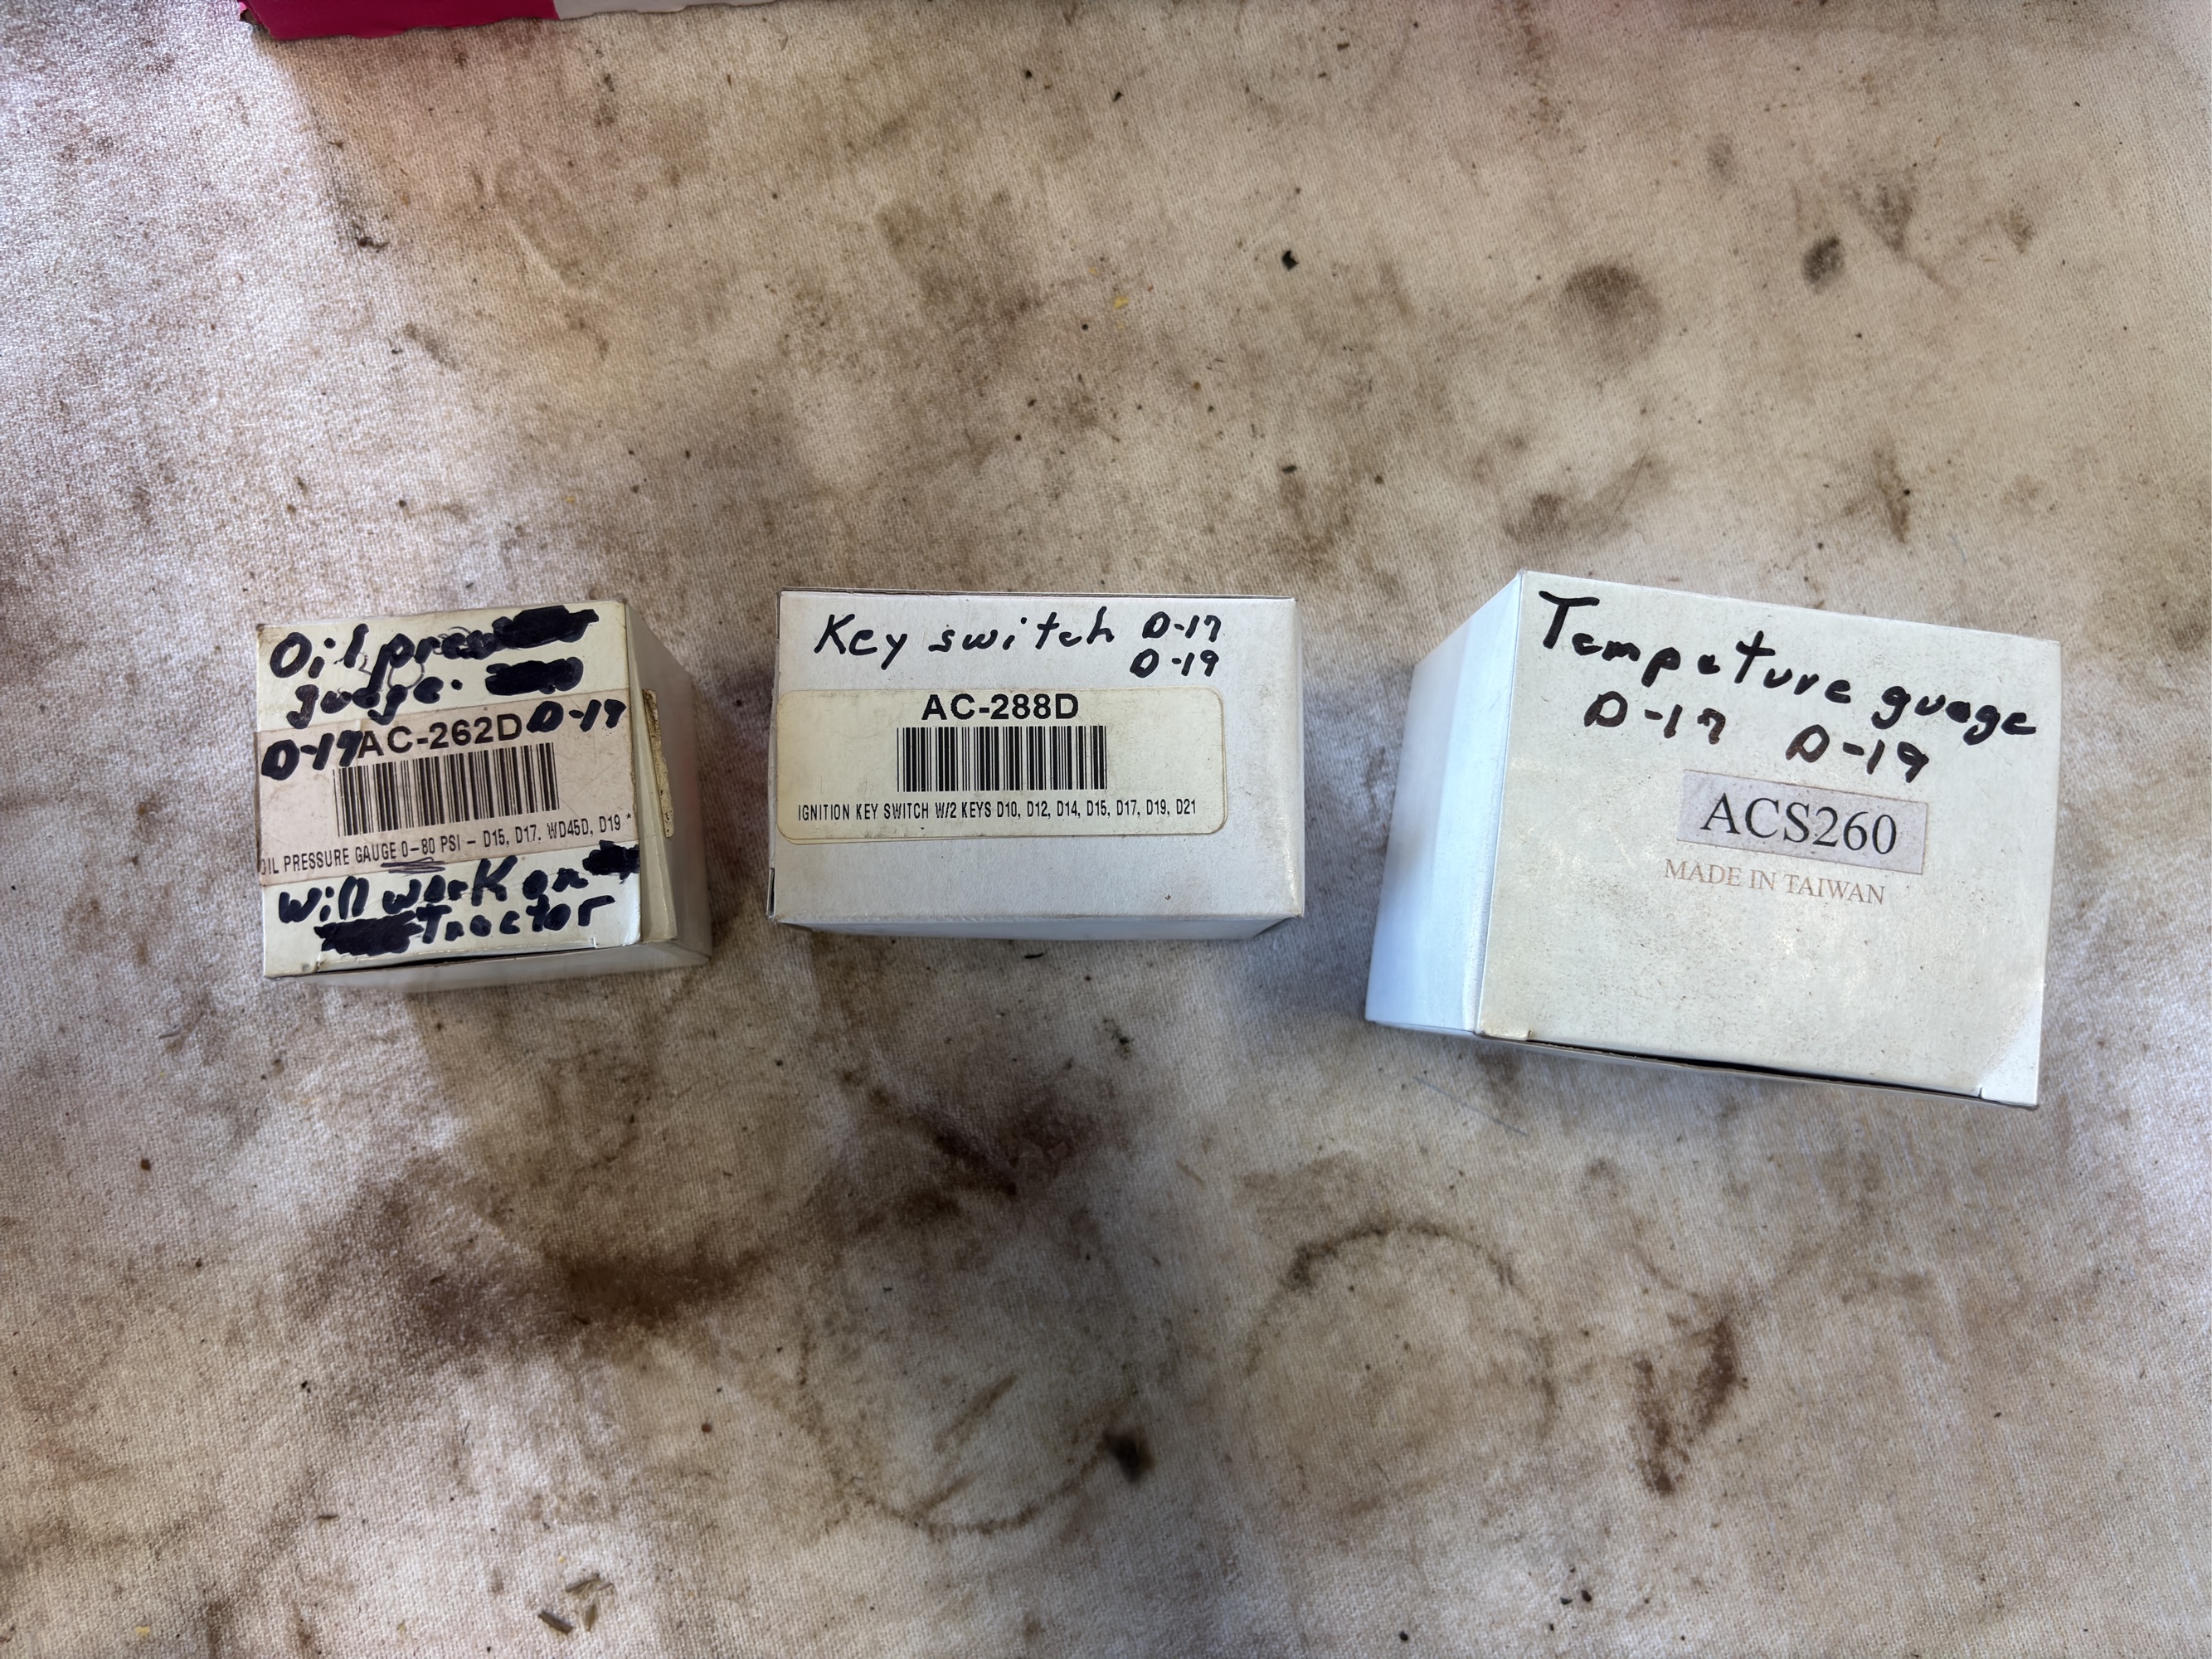 Oil
guage.
D-17 AC-262D D-19
OIL PRESSURE GAUGE 0-80 PSI - D15, D17. WD45D, D19 *
Will work on
Tractor
Key switch D-17
D-19
AC-288D
IGNITION KEY SWITCH W/2 KEYS D10, D12, D14, D15, D17, D19, D21
Tempeture guage
D-17 D-19
ACS260
MADE IN TAIWAN